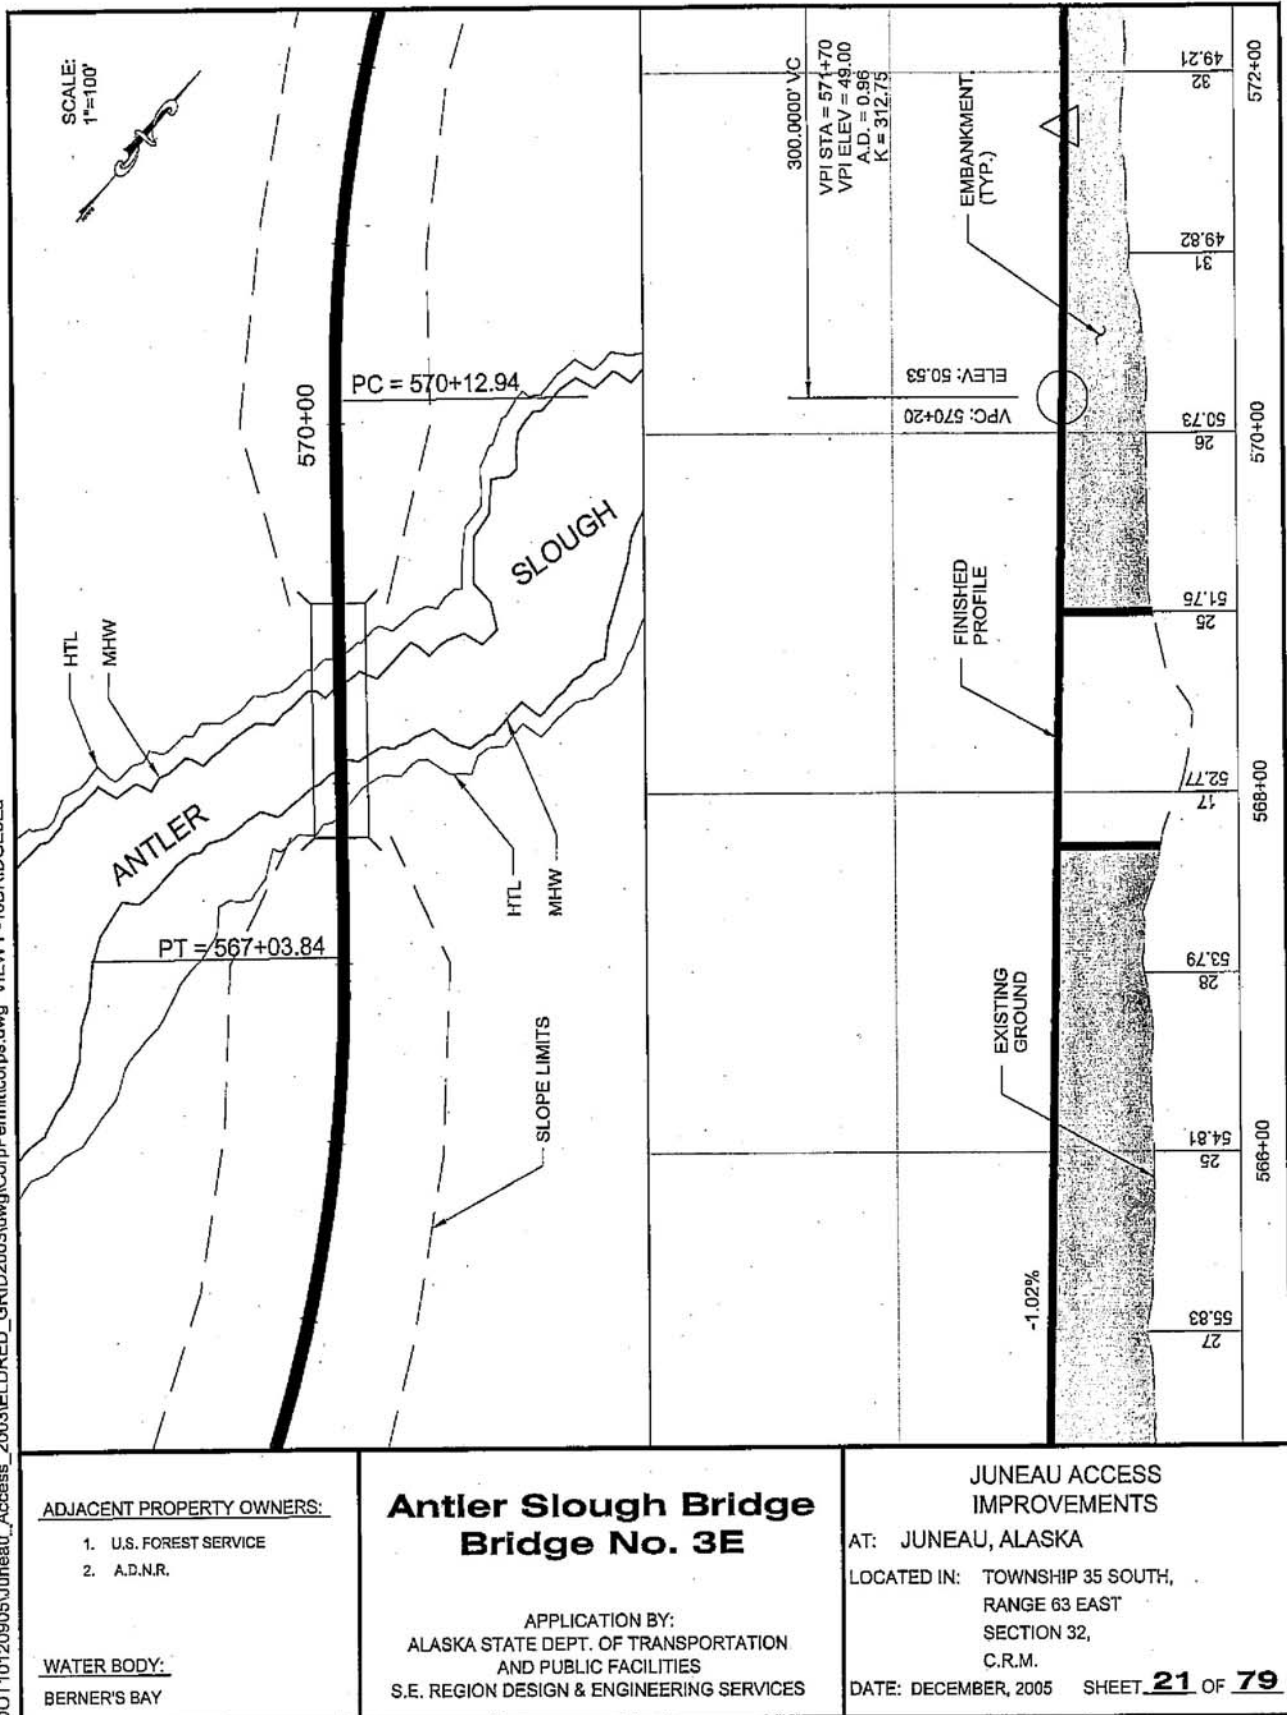 SCALE:
1"=100'
300.0000' VC
VPI STA = 571+70
VPI ELEV = 49.00
A.D. = 0.96
K = 312.75
EMBANKMENT
(TYP.)
49.21
32
572+00
49.82
31
PC = 570+12.94
570+00
ELEV: 50.53
VPC: 570+20
50.73
26
570+00
SLOUGH
FINISHED
PROFILE
51.75
25
HTL
MHW
ANTLER
HTL
MHW
52.77
17
568+00
PT = 567+03.84
SLOPE LIMITS
EXISTING
GROUND
53.79
28
54.81
25
566+00
-1.02%
55.83
27
ADJACENT PROPERTY OWNERS:
1. U.S. FOREST SERVICE
2. A.D.N.R.
WATER BODY:
BERNER'S BAY
Antler Slough Bridge
Bridge No. 3E
APPLICATION BY:
ALASKA STATE DEPT. OF TRANSPORTATION
AND PUBLIC FACILITIES
S.E. REGION DESIGN & ENGINEERING SERVICES
JUNEAU ACCESS
IMPROVEMENTS
AT: JUNEAU, ALASKA
LOCATED IN: TOWNSHIP 35 SOUTH,
RANGE 63 EAST
SECTION 32,
C.R.M.
DATE: DECEMBER, 2005 SHEET 21 OF 79